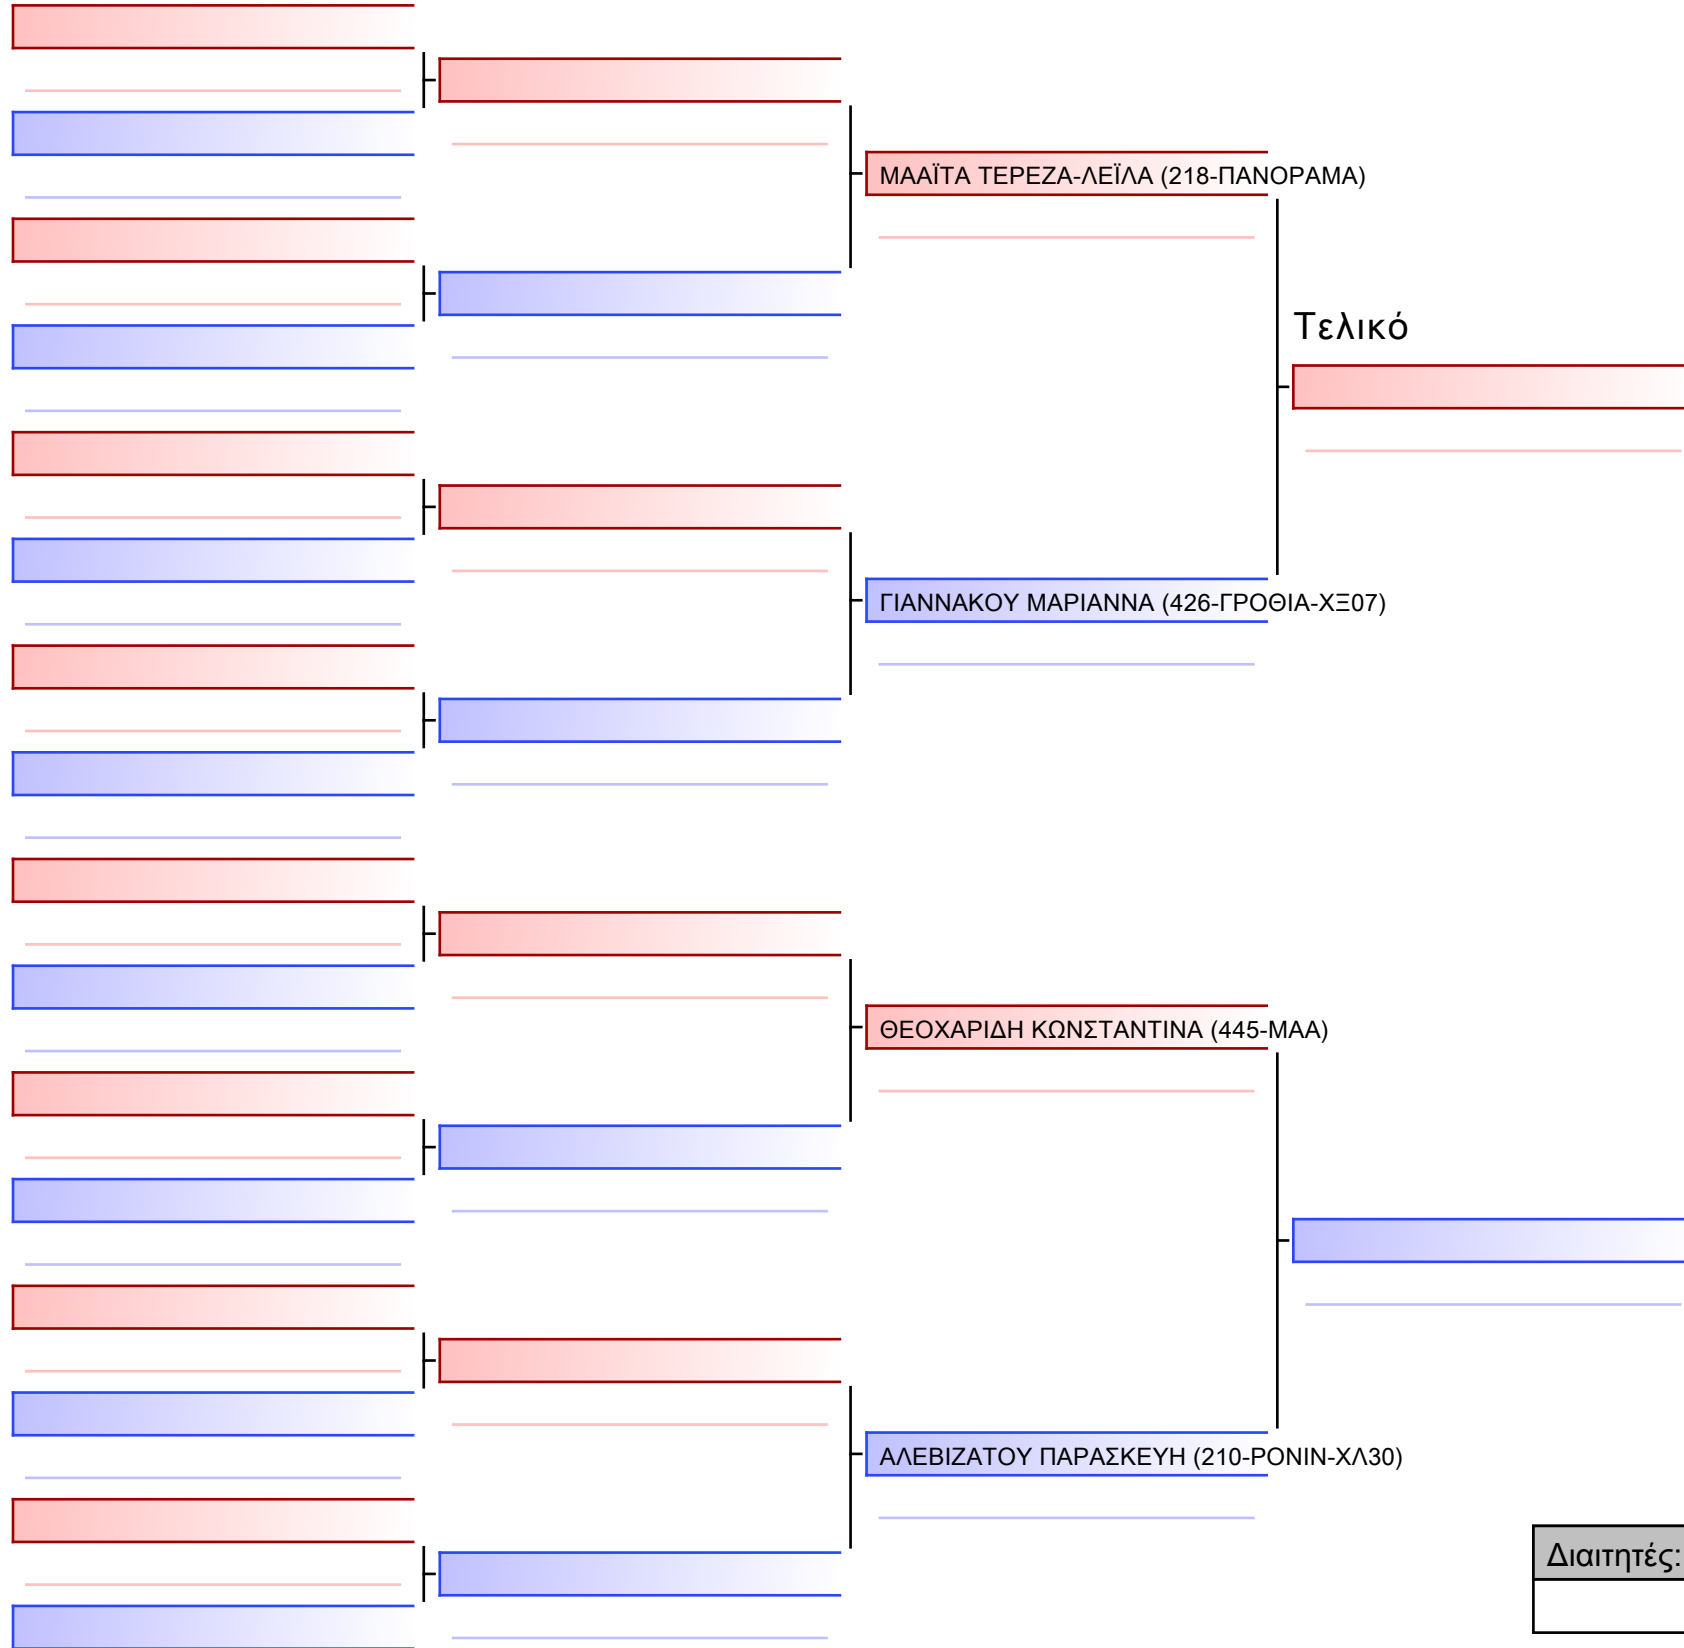 ΜΑΑΪΤΑ ΤΕΡΕΖΑ-ΛΕΪΛΑ (218-ΠΑΝΟΡΑΜΑ)
Τελικό
ΓΙΑΝΝΑΚΟΥ ΜΑΡΙΑΝΝΑ (426-ΓΡΟΘΙΑ-ΧΞ07)
ΘΕΟΧΑΡΙΔΗ ΚΩΝΣΤΑΝΤΙΝΑ (445-ΜΑΑ)
ΑΛΕΒΙΖΑΤΟΥ ΠΑΡΑΣΚΕΥΗ (210-ΡΟΝΙΝ-ΧΛ30)
Διαιτητές: